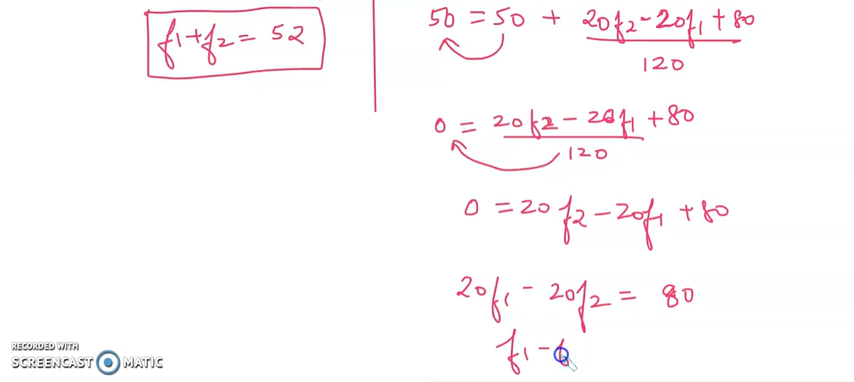 f1+f2 = 52
50 = 50 + 20f2 - 20f1 + 80
120
0 = 20f2 - 20f1 + 80
120
0 = 20f2 - 20f1 + 80
20f1 - 20f2 = 80
f1 -
RECORDED WITH
SCREENCAST MATIC